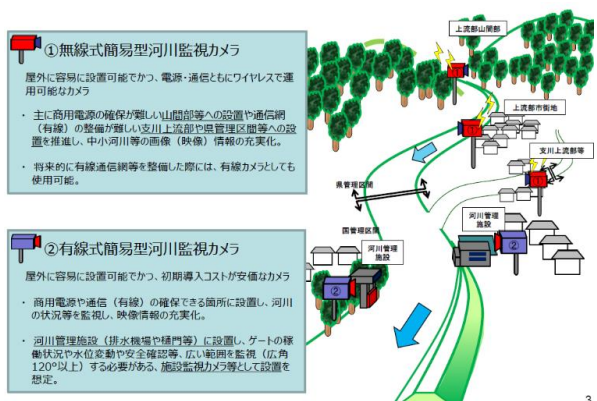 ①無線式簡易型河川監視カメラ
屋外に容易に設置可能でかつ、電源・通信ともにワイヤレスで運
用可能なカメラ
・ 主に商用電源の確保が難しい山間部等への設置や通信網
（有線）の整備が難しい支川上流部や県管理区間等への設
置を推進し、中小河川等の画像（映像）情報の充実化。
・ 将来的に有線通信網等を整備した際には、有線カメラとしても
使用可能。
②有線式簡易型河川監視カメラ
屋外に容易に設置可能でかつ、初期導入コストが安価なカメラ
・ 商用電源や通信（有線）の確保できる箇所に設置し、河川
の状況等を監視し、映像情報の充実化。
・ 河川管理施設（排水機場や樋門等）に設置し、ゲートの稼
働状況や水位変動や安全確認等、広い範囲を監視（広角
120°以上）する必要がある、施設監視カメラ等として設置を
想定。
上流部山間部
①
上流部市街地
①
支川上流部等
①
県管理区間
国管理区間
河川管理
施設
②
河川管理
施設
②
3